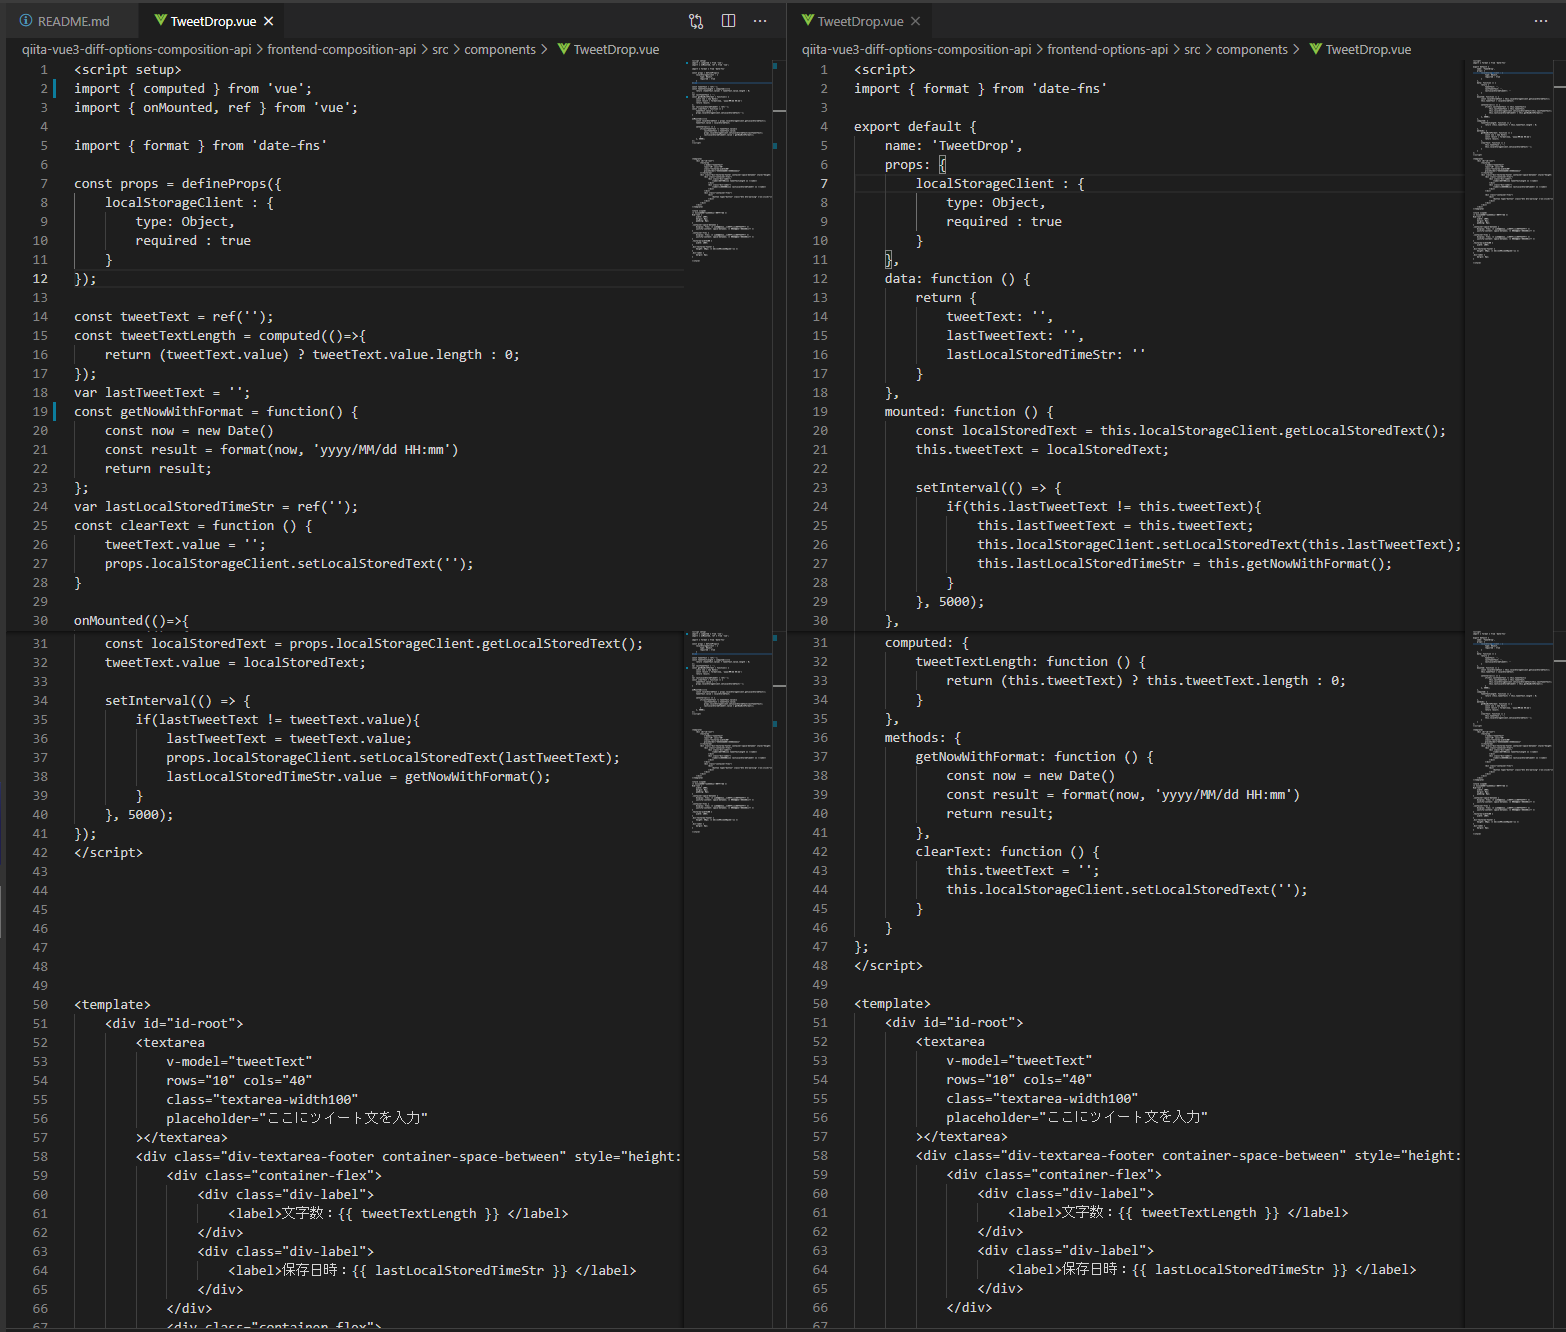 README.md
TweetDrop.vue
qiita-vue3-diff-options-composition-api > frontend-composition-api > src > components > TweetDrop.vue
1 <script setup>
2 import { computed } from 'vue';
3 import { onMounted, ref } from 'vue';
4
5 import { format } from 'date-fns'
6
7 const props = defineProps({
8     localStorageClient : {
9         type: Object,
10         required : true
11     }
12 });
13
14 const tweetText = ref('');
15 const tweetTextLength = computed(()=>{
16     return (tweetText.value) ? tweetText.value.length : 0;
17 });
18 var lastTweetText = '';
19 const getNowWithFormat = function() {
20     const now = new Date()
21     const result = format(now, 'yyyy/MM/dd HH:mm')
22     return result;
23 };
24 var lastLocalStoredTimeStr = ref('');
25 const clearText = function () {
26     tweetText.value = '';
27     props.localStorageClient.setLocalStoredText('');
28 }
29
30 onMounted(()=>{
31     const localStoredText = props.localStorageClient.getLocalStoredText();
32     tweetText.value = localStoredText;
33
34     setInterval(() => {
35         if(lastTweetText != tweetText.value){
36             lastTweetText = tweetText.value;
37             props.localStorageClient.setLocalStoredText(lastTweetText);
38             lastLocalStoredTimeStr.value = getNowWithFormat();
39         }
40     }, 5000);
41 });
42 </script>
43
44
45
46
47
48
49
50 <template>
51     <div id="id-root">
52         <textarea
53             v-model="tweetText"
54             rows="10" cols="40"
55             class="textarea-width100"
56             placeholder="ここにツイート文を入力"
57         ></textarea>
58         <div class="div-textarea-footer container-space-between" style="height:
59             <div class="container-flex">
60                 <div class="div-label">
61                     <label>文字数：{{ tweetTextLength }} </label>
62                 </div>
63                 <div class="div-label">
64                     <label>保存日時：{{ lastLocalStoredTimeStr }} </label>
65                 </div>
66             </div>
67             <div class="container-flex">
TweetDrop.vue
qiita-vue3-diff-options-composition-api > frontend-options-api > src > components > TweetDrop.vue
1 <script>
2 import { format } from 'date-fns'
3
4 export default {
5     name: 'TweetDrop',
6     props: {
7         localStorageClient : {
8             type: Object,
9             required : true
10         }
11     },
12     data: function () {
13         return {
14             tweetText: '',
15             lastTweetText: '',
16             lastLocalStoredTimeStr: ''
17         }
18     },
19     mounted: function () {
20         const localStoredText = this.localStorageClient.getLocalStoredText();
21         this.tweetText = localStoredText;
22
23         setInterval(() => {
24             if(this.lastTweetText != this.tweetText){
25                 this.lastTweetText = this.tweetText;
26                 this.localStorageClient.setLocalStoredText(this.lastTweetText);
27                 this.lastLocalStoredTimeStr = this.getNowWithFormat();
28             }
29         }, 5000);
30     },
31     computed: {
32         tweetTextLength: function () {
33             return (this.tweetText) ? this.tweetText.length : 0;
34         }
35     },
36     methods: {
37         getNowWithFormat: function () {
38             const now = new Date()
39             const result = format(now, 'yyyy/MM/dd HH:mm')
40             return result;
41         },
42         clearText: function () {
43             this.tweetText = '';
44             this.localStorageClient.setLocalStoredText('');
45         }
46     }
47 };
48 </script>
49
50 <template>
51     <div id="id-root">
52         <textarea
53             v-model="tweetText"
54             rows="10" cols="40"
55             class="textarea-width100"
56             placeholder="ここにツイート文を入力"
57         ></textarea>
58         <div class="div-textarea-footer container-space-between" style="height:
59             <div class="container-flex">
60                 <div class="div-label">
61                     <label>文字数：{{ tweetTextLength }} </label>
62                 </div>
63                 <div class="div-label">
64                     <label>保存日時：{{ lastLocalStoredTimeStr }} </label>
65                 </div>
66             </div>
67